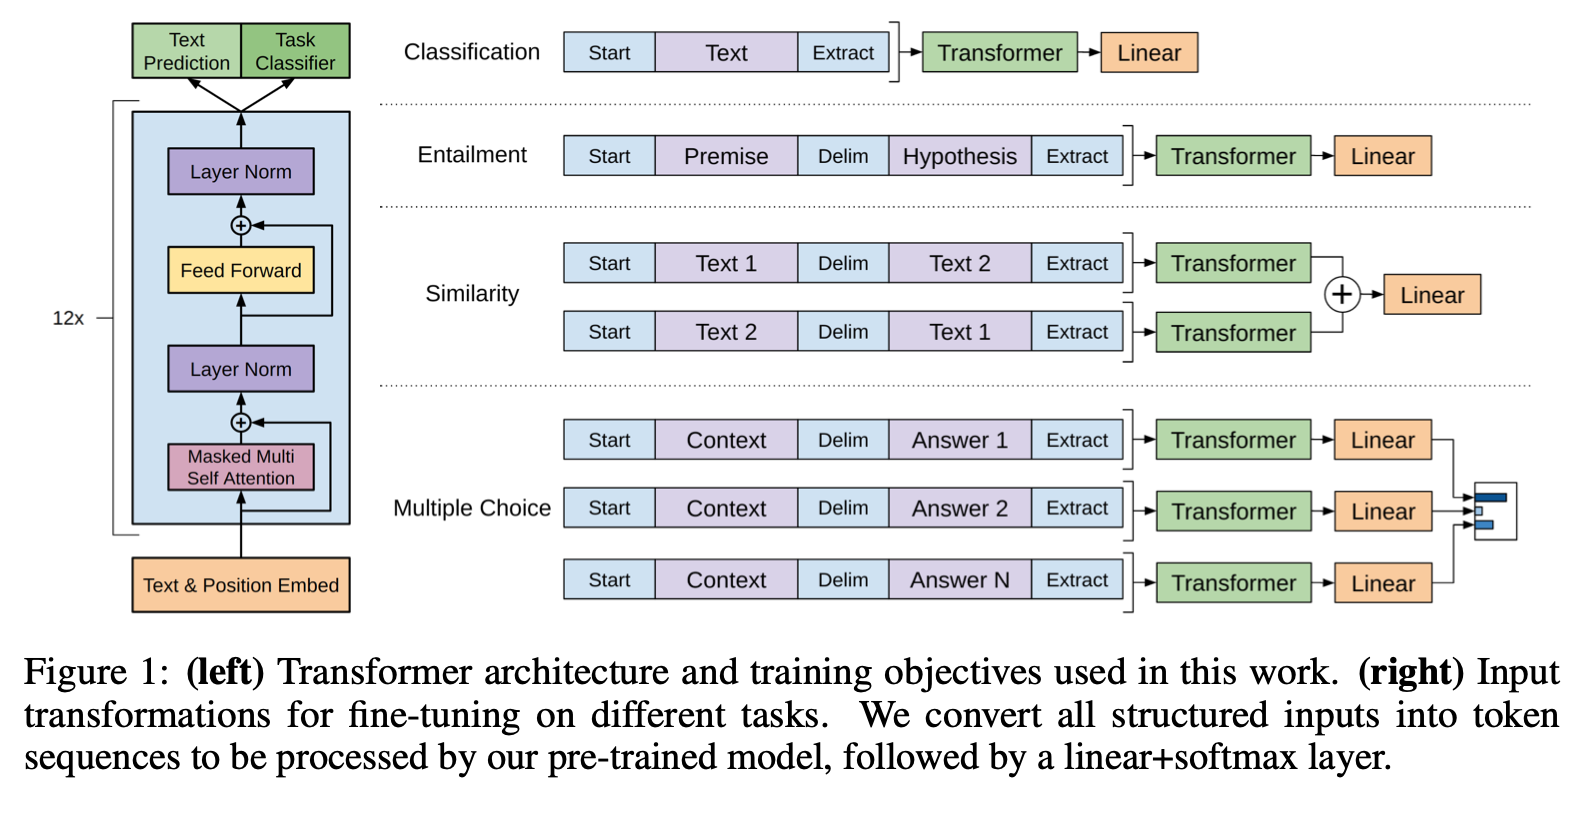 Text
Prediction
Task
Classifier
12x
Layer Norm
+
Feed Forward
Layer Norm
+
Masked Multi
Self Attention
Text & Position Embed
Classification
Start Text Extract Transformer Linear
Entailment
Start Premise Delim Hypothesis Extract Transformer Linear
Similarity
Start Text 1 Delim Text 2 Extract Transformer
+ Linear
Start Text 2 Delim Text 1 Extract Transformer
Multiple Choice
Start Context Delim Answer 1 Extract Transformer Linear
Start Context Delim Answer 2 Extract Transformer Linear
Start Context Delim Answer N Extract Transformer Linear
Figure 1: (left) Transformer architecture and training objectives used in this work. (right) Input
transformations for fine-tuning on different tasks. We convert all structured inputs into token
sequences to be processed by our pre-trained model, followed by a linear+softmax layer.